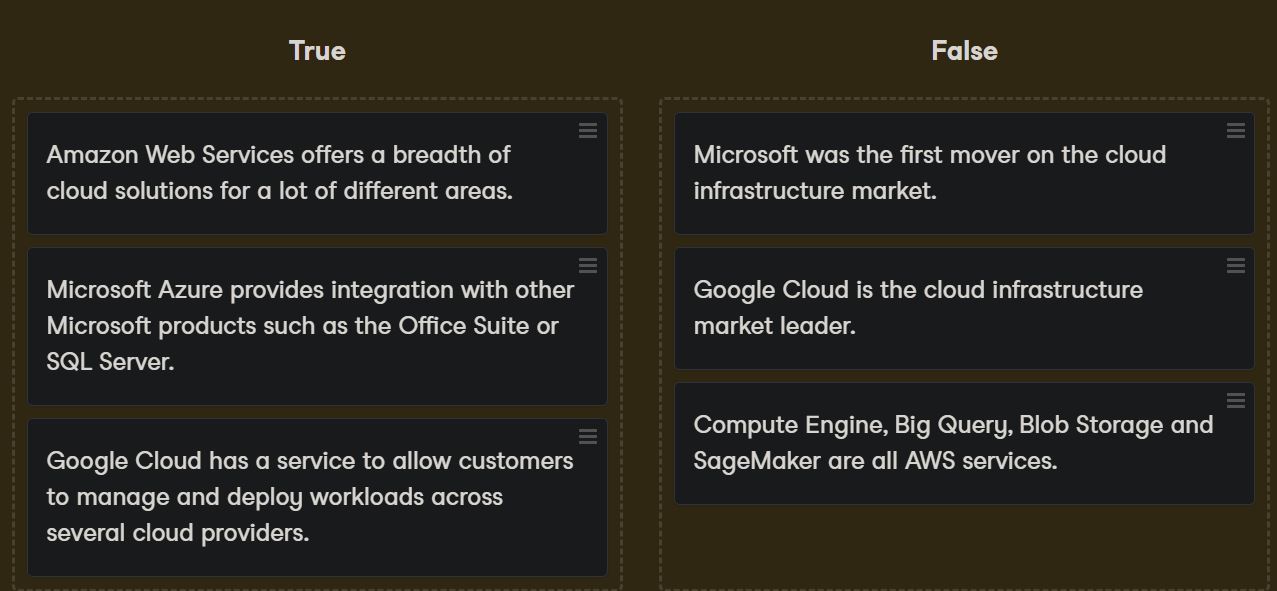 True
Amazon Web Services offers a breadth of
cloud solutions for a lot of different areas.
Microsoft Azure provides integration with other
Microsoft products such as the Office Suite or
SQL Server.
Google Cloud has a service to allow customers
to manage and deploy workloads across
several cloud providers.
False
Microsoft was the first mover on the cloud
infrastructure market.
Google Cloud is the cloud infrastructure
market leader.
Compute Engine, Big Query, Blob Storage and
SageMaker are all AWS services.